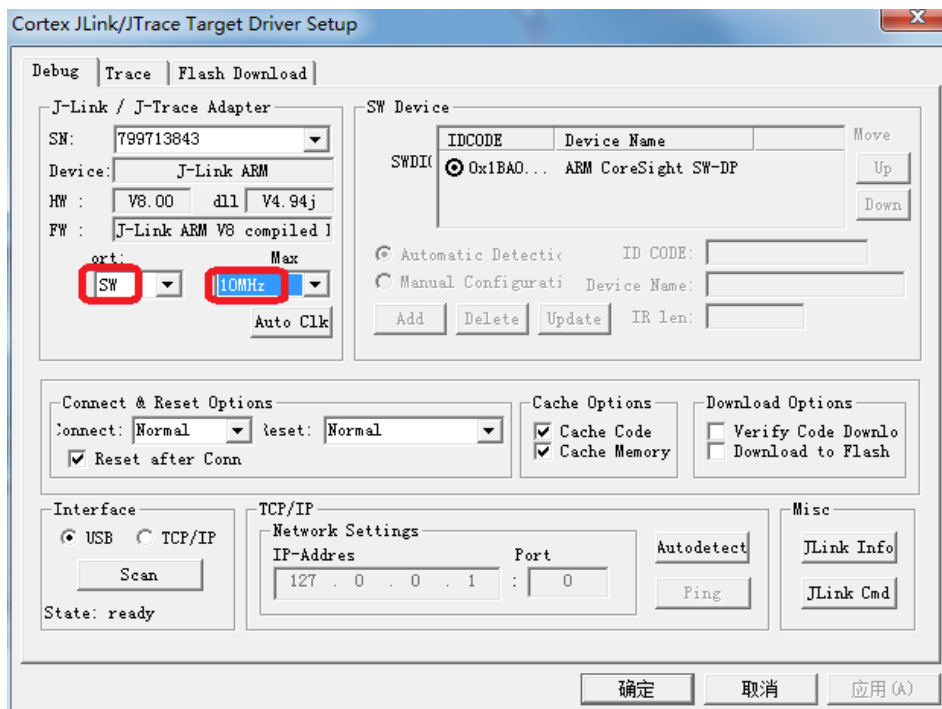 Cortex JLink/JTrace Target Driver Setup
Debug Trace Flash Download
J-Link / J-Trace Adapter
SN: 799713843
Device: J-Link ARM
HW : V8.00 dll V4.94j
FW : J-Link ARM V8 compiled
ort: Max
SW 10MHz
Auto Clk
SW Device
IDCODE Device Name
SWDI( 0x1BA0... ARM CoreSight SW-DP
Move
Up
Down
Automatic Detectic ID CODE:
Manual Configurati Device Name:
Add Delete Update IR len:
Connect & Reset Options
onnect: Normal eset: Normal
Reset after Conn
Cache Options
Cache Code
Cache Memory
Download Options
Verify Code Downlo
Download to Flash
Interface
USB TCP/IP
Scan
State: ready
TCP/IP
Network Settings
IP-Addres Port
127 . 0 . 0 . 1 : 0
Autodetect
Ping
Misc
JLink Info
JLink Cmd
确定 取消 应用(A)